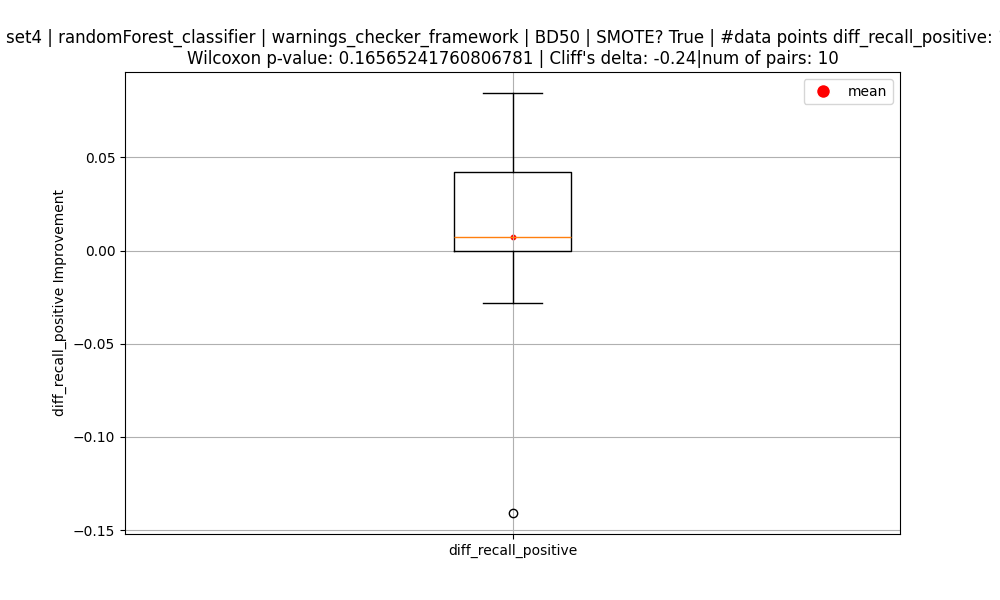 set4 | randomForest_classifier | warnings_checker_framework | BD50 | SMOTE? True | #data points diff_recall_positive:
Wilcoxon p-value: 0.16565241760806781 | Cliff's delta: -0.24|num of pairs: 10
mean
0.05
0.00
−0.05
−0.10
−0.15
diff_recall_positive Improvement
diff_recall_positive